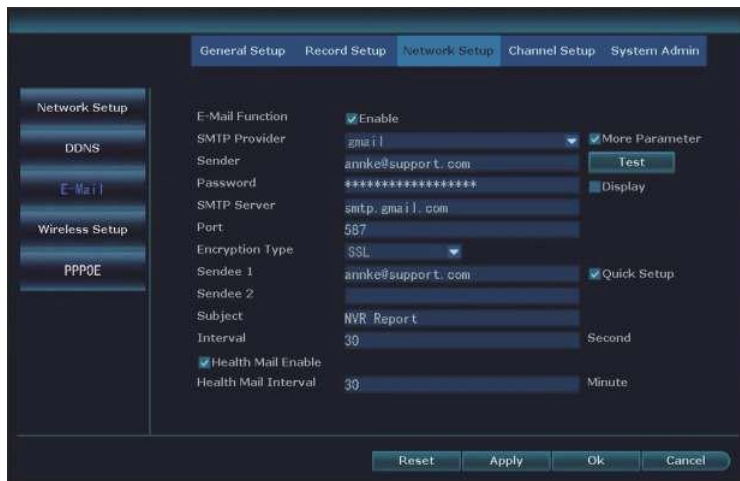 General Setup Record Setup Network Setup Channel Setup System Admin
Network Setup
DDNS
E-Mail
Wireless Setup
PPPOE
E-Mail Function Enable
SMTP Provider gmail More Parameter
Sender annke@support.com Test
Password ****************** Display
SMTP Server smtp.gmail.com
Port 587
Encryption Type SSL
Sendee 1 annke@support.com Quick Setup
Sendee 2
Subject NVR Report
Interval 30 Second
Health Mail Enable
Health Mail Interval 30 Minute
Reset Apply Ok Cancel